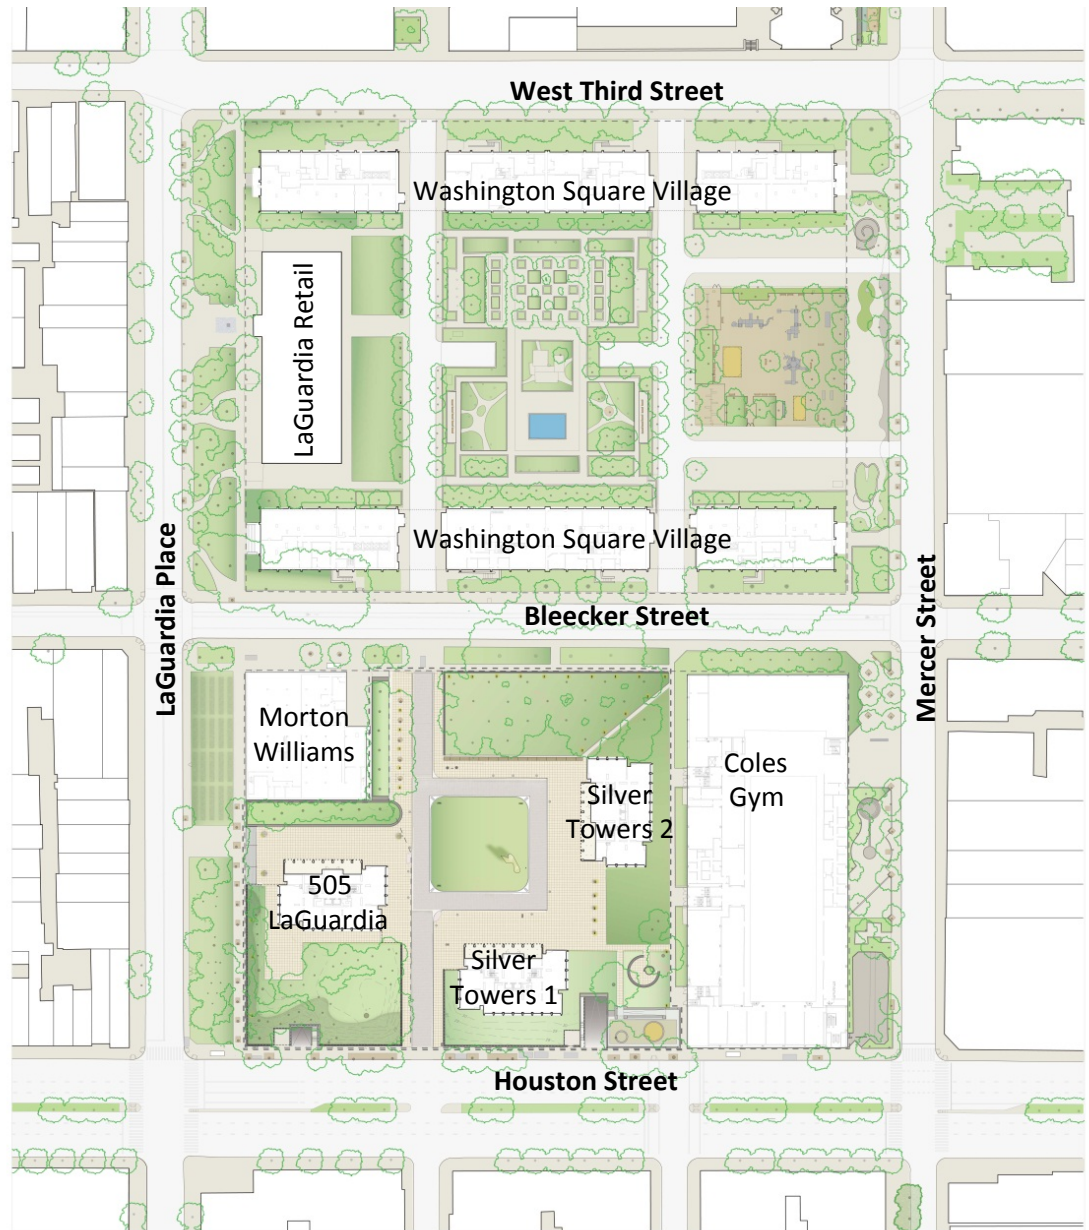 West Third Street
Washington Square Village
LaGuardia Retail
Washington Square Village
LaGuardia Place
Bleecker Street
Mercer Street
Morton
Williams
Coles
Gym
Silver
Towers 2
505
LaGuardia
Silver
Towers 1
Houston Street